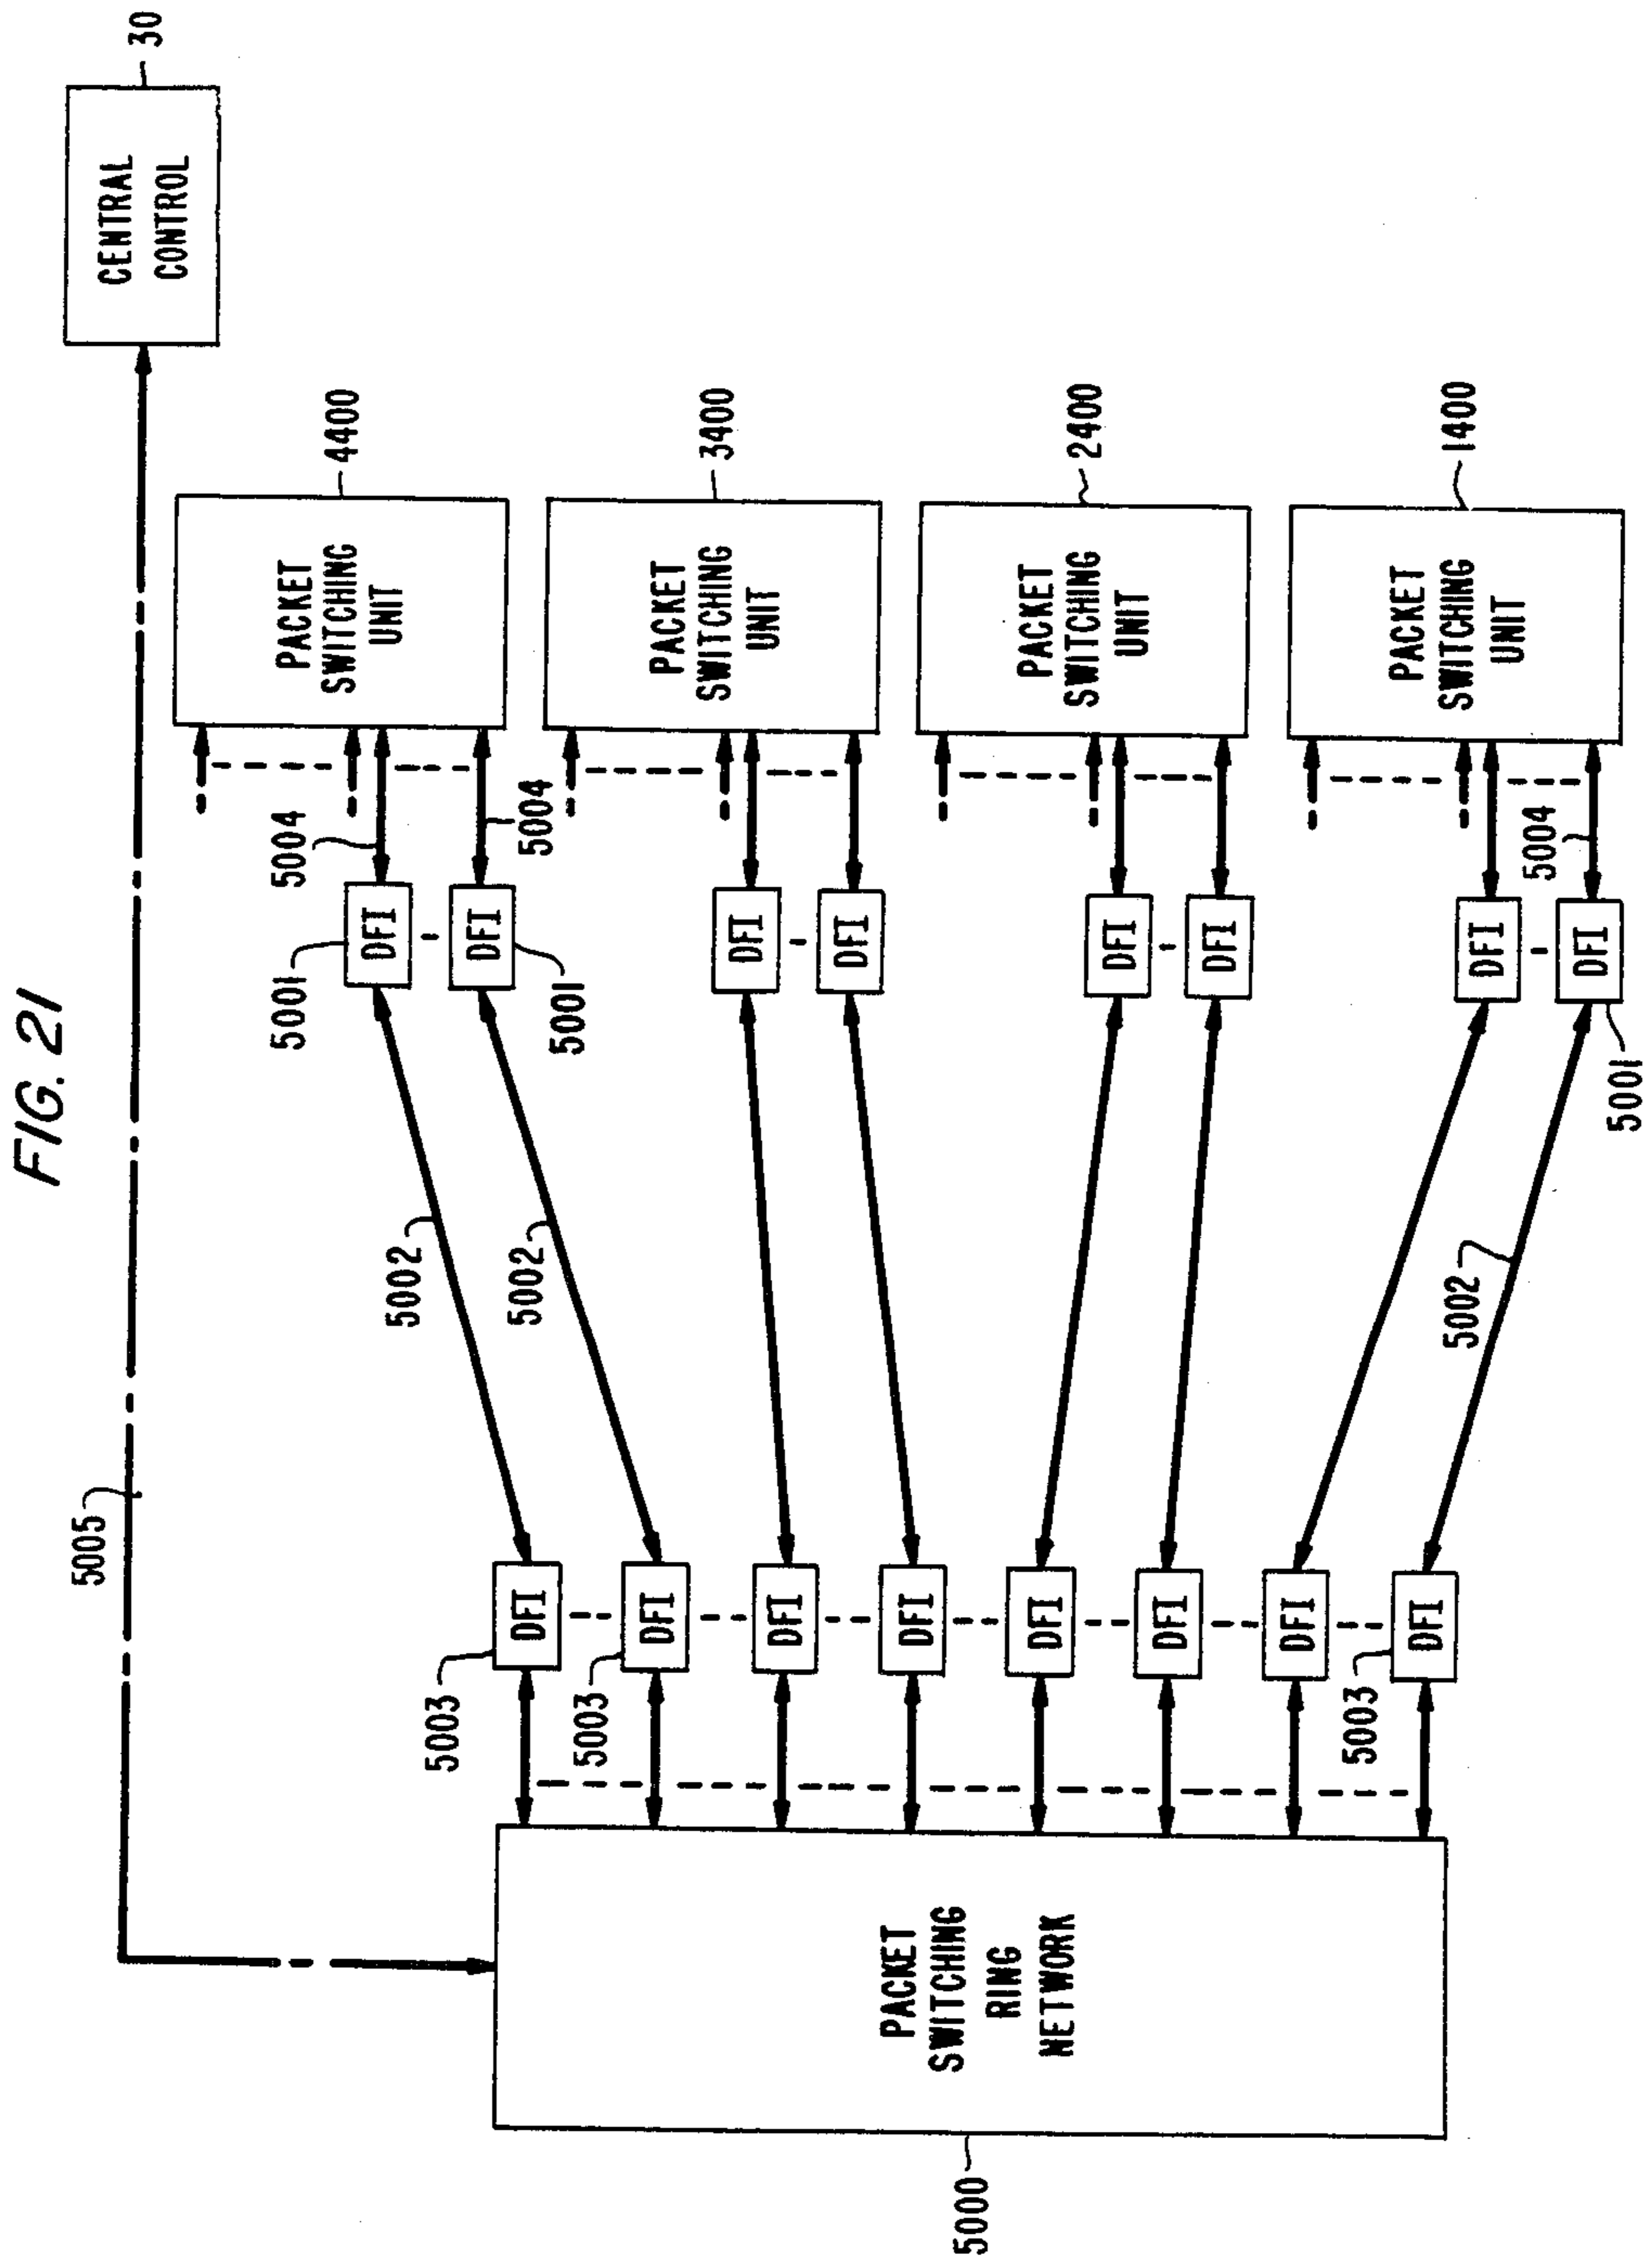 FIG. 21
CENTRAL
CONTROL
30
5005
PACKET
SWITCHING
UNIT
4400
PACKET
SWITCHING
UNIT
3400
PACKET
SWITCHING
UNIT
2400
PACKET
SWITCHING
UNIT
1400
5004
5004
5004
DFI
DFI
DFI
DFI
DFI
DFI
DFI
DFI
5001
5001
5001
5002
5002
5002
DFI
DFI
DFI
DFI
DFI
DFI
DFI
DFI
5003
5003
5003
PACKET
SWITCHING
RING
NETWORK
5000